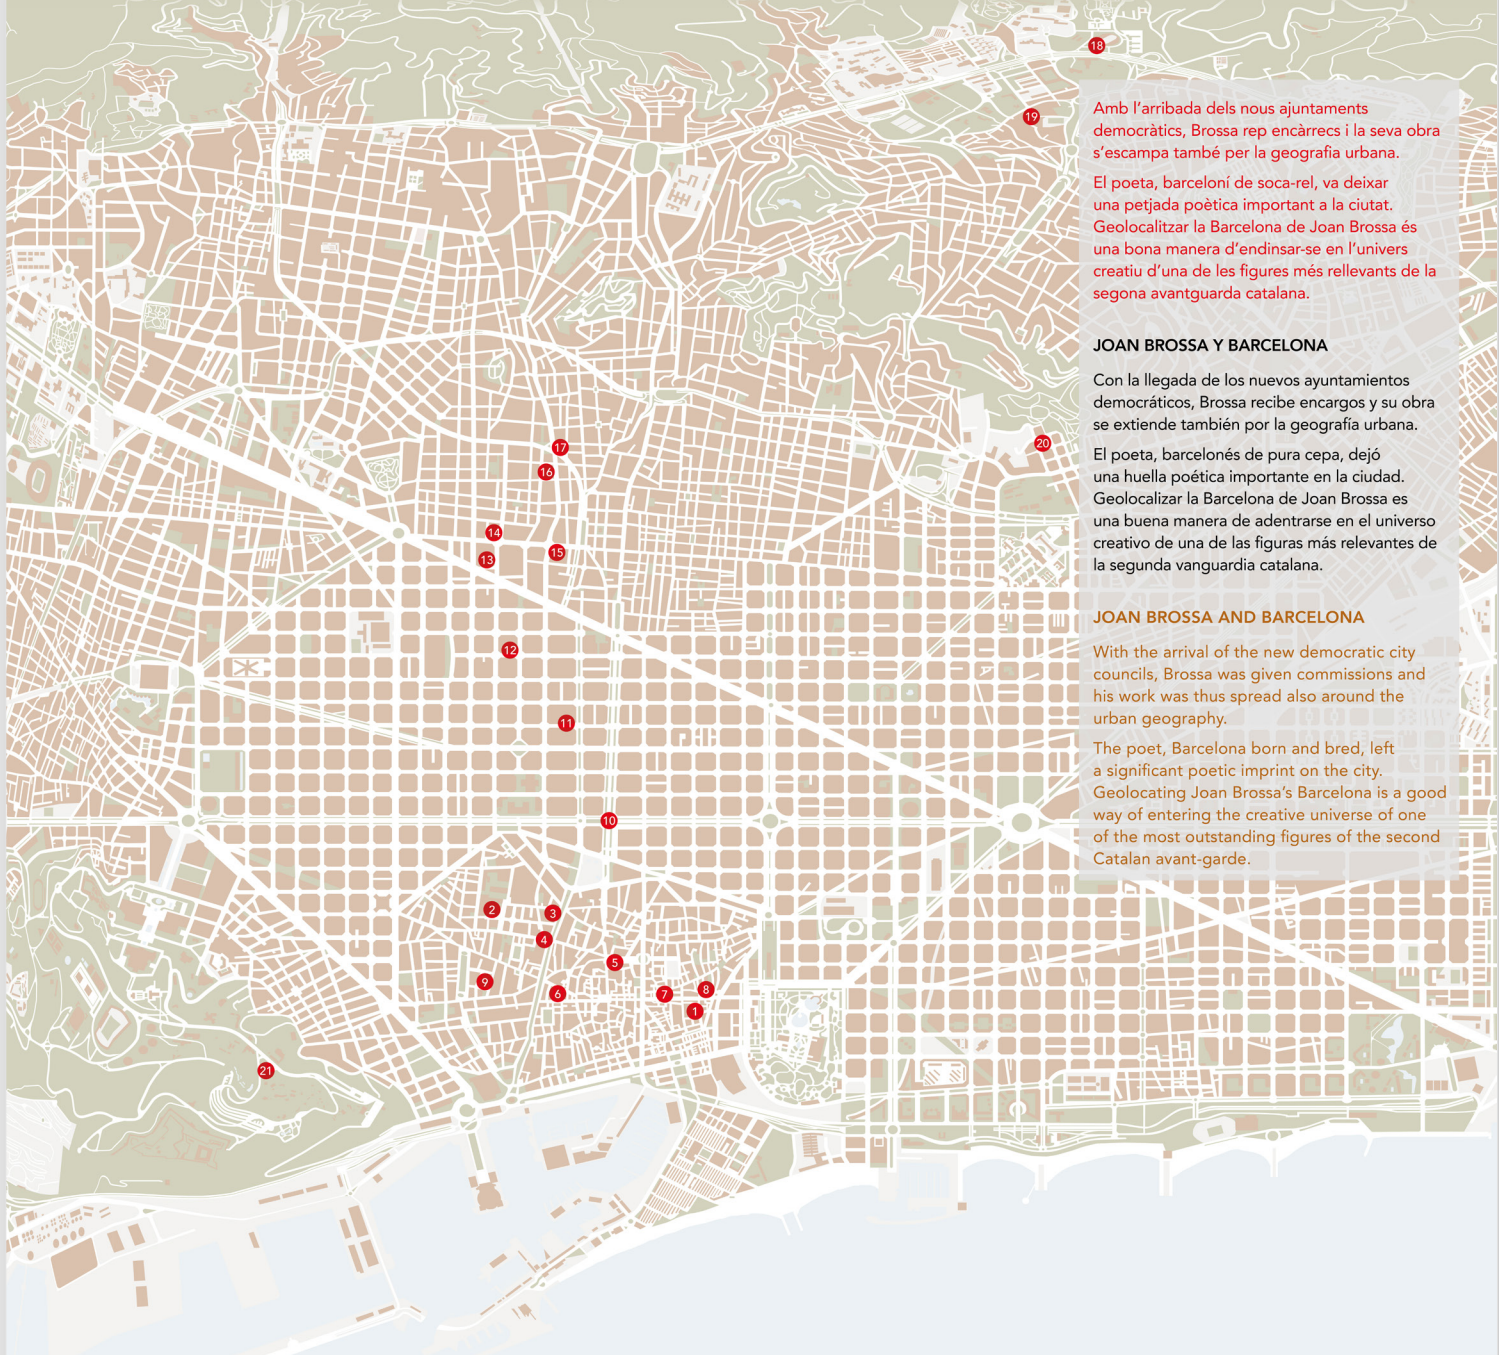 18
19
Amb l’arribada dels nous ajuntaments
democràtics, Brossa rep encàrrecs i la seva obra
s’escampa també per la geografia urbana.
El poeta, barceloní de soca-rel, va deixar
una petjada poètica important a la ciutat.
Geolocalitzar la Barcelona de Joan Brossa és
una bona manera d’endinsar-se en l’univers
creatiu d’una de les figures més rellevants de la
segona avantguarda catalana.
JOAN BROSSA Y BARCELONA
Con la llegada de los nuevos ayuntamientos
democráticos, Brossa recibe encargos y su obra
se extiende también por la geografía urbana.
El poeta, barcelonés de pura cepa, dejó
una huella poética importante en la ciudad.
Geolocalizar la Barcelona de Joan Brossa es
una buena manera de adentrarse en el universo
creativo de una de las figuras más relevantes de
la segunda vanguardia catalana.
JOAN BROSSA AND BARCELONA
With the arrival of the new democratic city
councils, Brossa was given commissions and
his work was thus spread also around the
urban geography.
The poet, Barcelona born and bred, left
a significant poetic imprint on the city.
Geolocating Joan Brossa’s Barcelona is a good
way of entering the creative universe of one
of the most outstanding figures of the second
Catalan avant-garde.
20
17
16
14
15
13
12
11
10
2
3
4
5
9
6
7
8
1
21